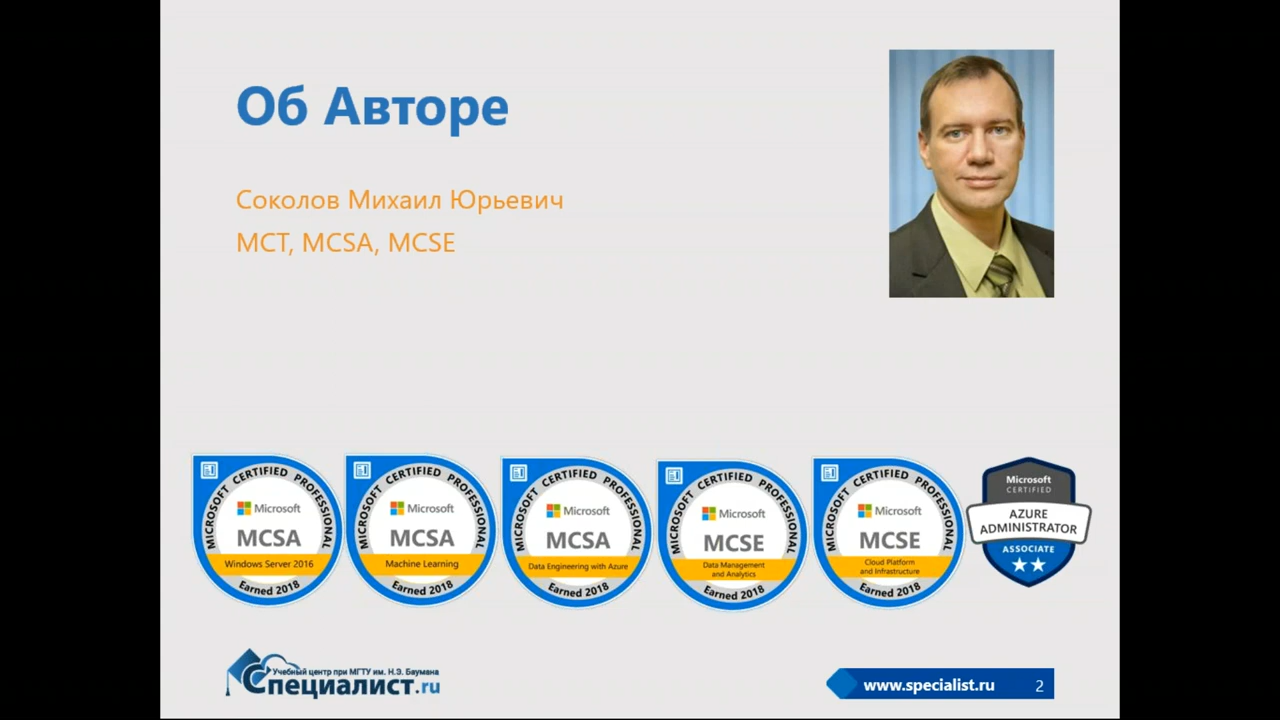 Об Авторе
Соколов Михаил Юрьевич
MCT, MCSA, MCSE
MICROSOFT CERTIFIED PROFESSIONAL
Microsoft
MCSA
Windows Server 2016
Earned 2018
MICROSOFT CERTIFIED PROFESSIONAL
Microsoft
MCSA
Machine Learning
Earned 2018
MICROSOFT CERTIFIED PROFESSIONAL
Microsoft
MCSA
Data Engineering with Azure
Earned 2018
MICROSOFT CERTIFIED PROFESSIONAL
Microsoft
MCSE
Data Management
and Analytics
Earned 2018
MICROSOFT CERTIFIED PROFESSIONAL
Microsoft
MCSE
Cloud Platform
and Infrastructure
Earned 2018
Microsoft
CERTIFIED
AZURE
ADMINISTRATOR
ASSOCIATE
Учебный центр при МГТУ им. Н.Э. Баумана
Специалист.ru
www.specialist.ru 2